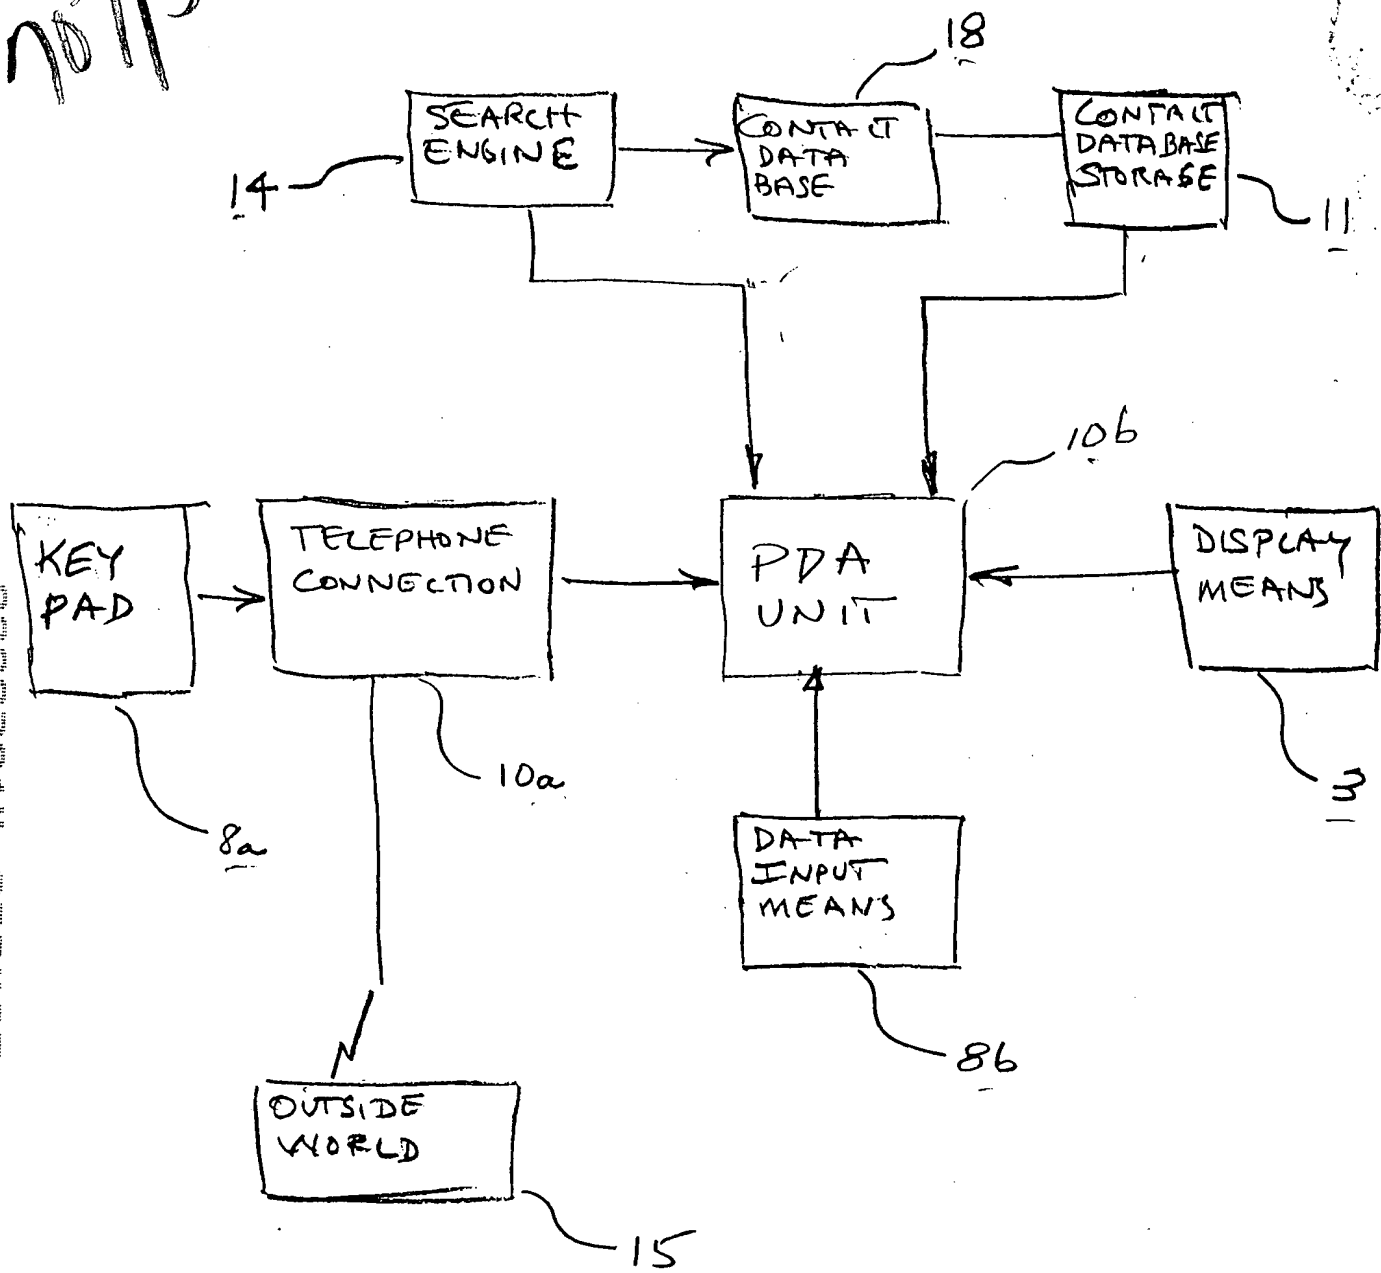 18
SEARCH
ENGINE
CONTACT
DATA
BASE
CONTACT
DATABASE
STORAGE
14
11
10b
KEY
PAD
TELEPHONE
CONNECTION
PDA
UNIT
DISPLAY
MEANS
10a
3
8a
DATA
INPUT
MEANS
8b
OUTSIDE
WORLD
15